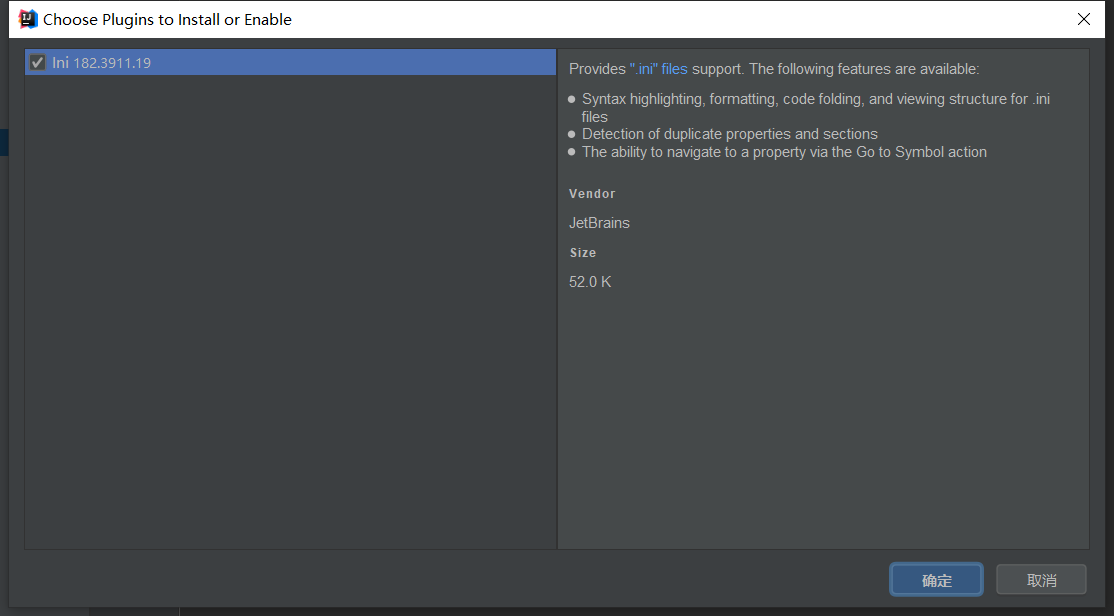 Choose Plugins to Install or Enable
Ini 182.3911.19
Provides ".ini" files support. The following features are available:
Syntax highlighting, formatting, code folding, and viewing structure for .ini
files
Detection of duplicate properties and sections
The ability to navigate to a property via the Go to Symbol action
Vendor
JetBrains
Size
52.0 K
确定
取消